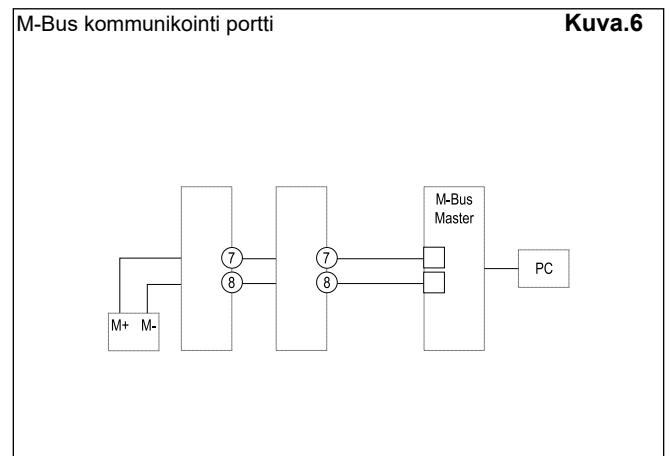 M-Bus kommunikointi portti Kuva.6
M-Bus
Master
7 7
PC
8 8
M+ M-